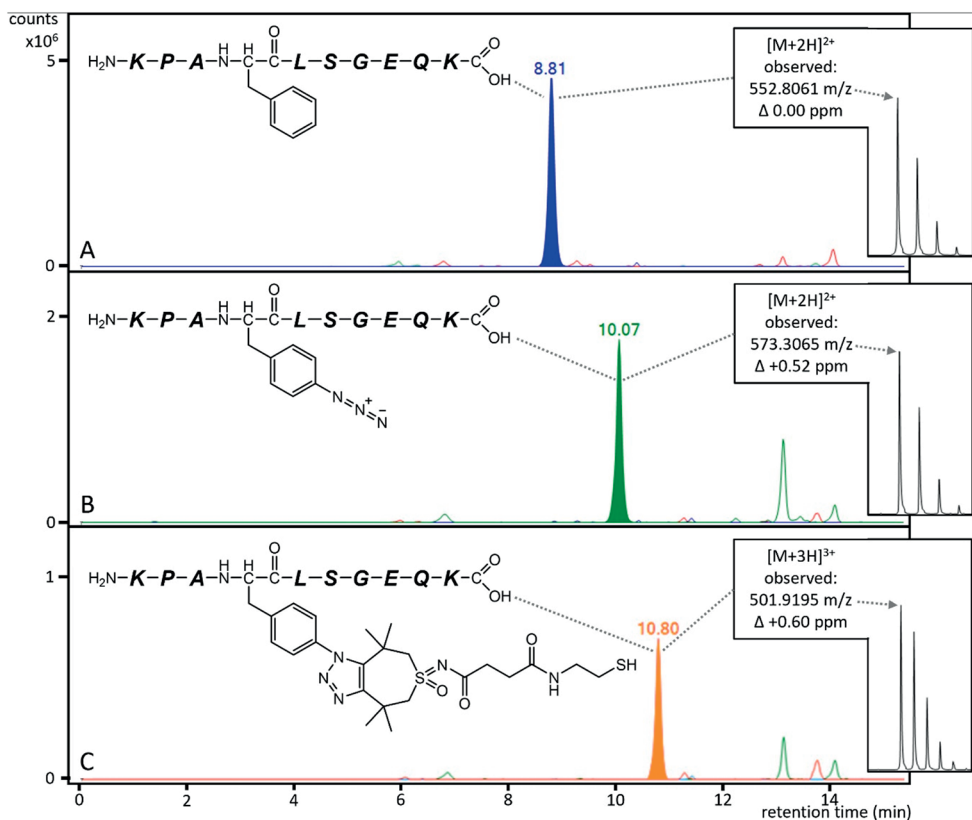 counts
x10⁶
5
0
H₂N–K–P–A–N
H
H
C
O
C
L–S–G–E–Q–K–C
O
OH
8.81
[M+2H]²⁺
observed:
552.8061 m/z
Δ 0.00 ppm
A
2
0
H₂N–K–P–A–N
H
H
C
O
C
L–S–G–E–Q–K–C
O
OH
N=N⁺=N⁻
10.07
[M+2H]²⁺
observed:
573.3065 m/z
Δ +0.52 ppm
B
1
0
H₂N–K–P–A–N
H
H
C
O
C
L–S–G–E–Q–K–C
O
OH
N
N
N
S
O
N
O
O
N
H
SH
10.80
[M+3H]³⁺
observed:
501.9195 m/z
Δ +0.60 ppm
C
0 2 4 6 8 10 12 14
retention time (min)